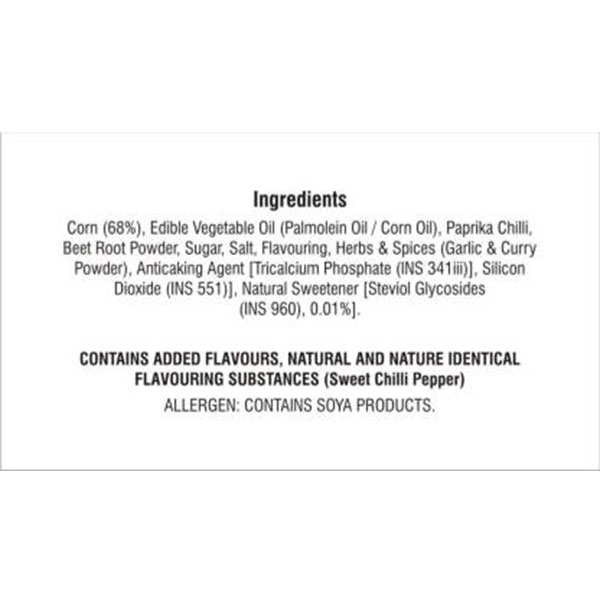 Ingredients
Corn (68%), Edible Vegetable Oil (Palmolein Oil / Corn Oil), Paprika Chilli,
Beet Root Powder, Sugar, Salt, Flavouring, Herbs & Spices (Garlic & Curry
Powder), Anticaking Agent [Tricalcium Phosphate (INS 341iii)], Silicon
Dioxide (INS 551)], Natural Sweetener [Steviol Glycosides
(INS 960), 0.01%].
CONTAINS ADDED FLAVOURS, NATURAL AND NATURE IDENTICAL
FLAVOURING SUBSTANCES (Sweet Chilli Pepper)
ALLERGEN: CONTAINS SOYA PRODUCTS.